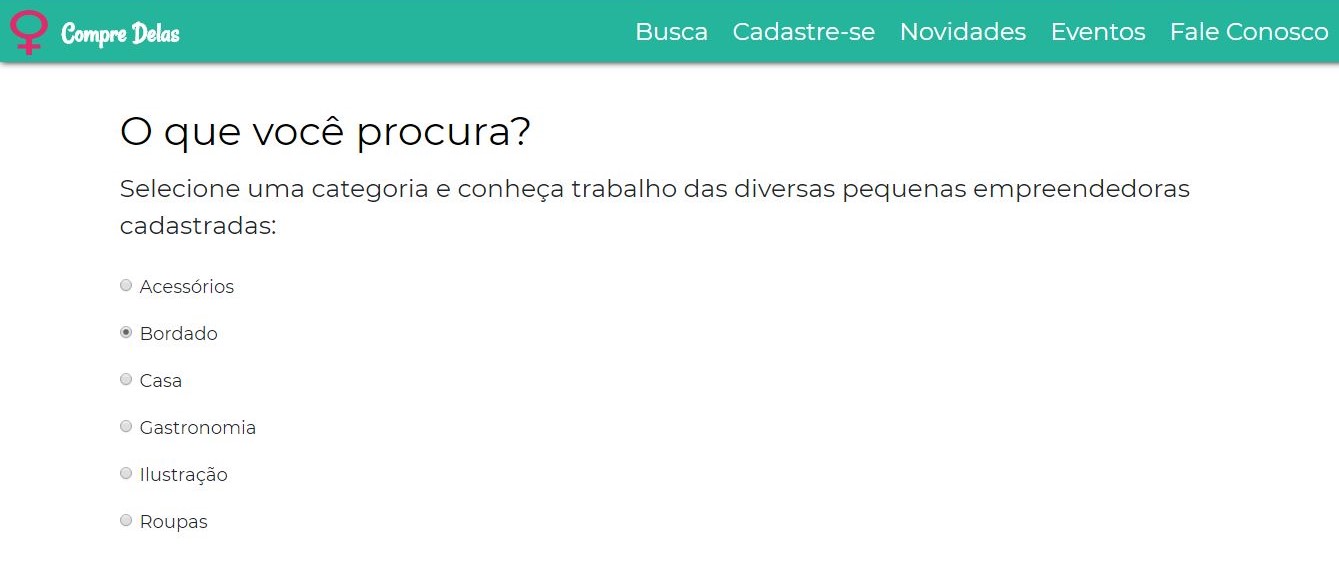 Compre Delas
Busca Cadastre-se Novidades Eventos Fale Conosco
O que você procura?
Selecione uma categoria e conheça trabalho das diversas pequenas empreendedoras
cadastradas:
Acessórios
Bordado
Casa
Gastronomia
Ilustração
Roupas